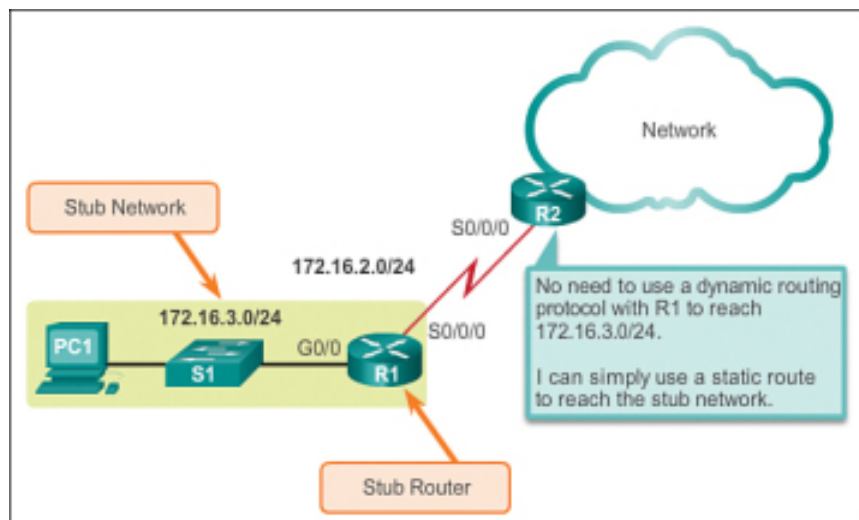 Network
Stub Network
R2
S0/0/0
172.16.2.0/24
No need to use a dynamic routing
protocol with R1 to reach
172.16.3.0/24.
I can simply use a static route
to reach the stub network.
172.16.3.0/24
S0/0/0
PC1
G0/0
S1
R1
Stub Router